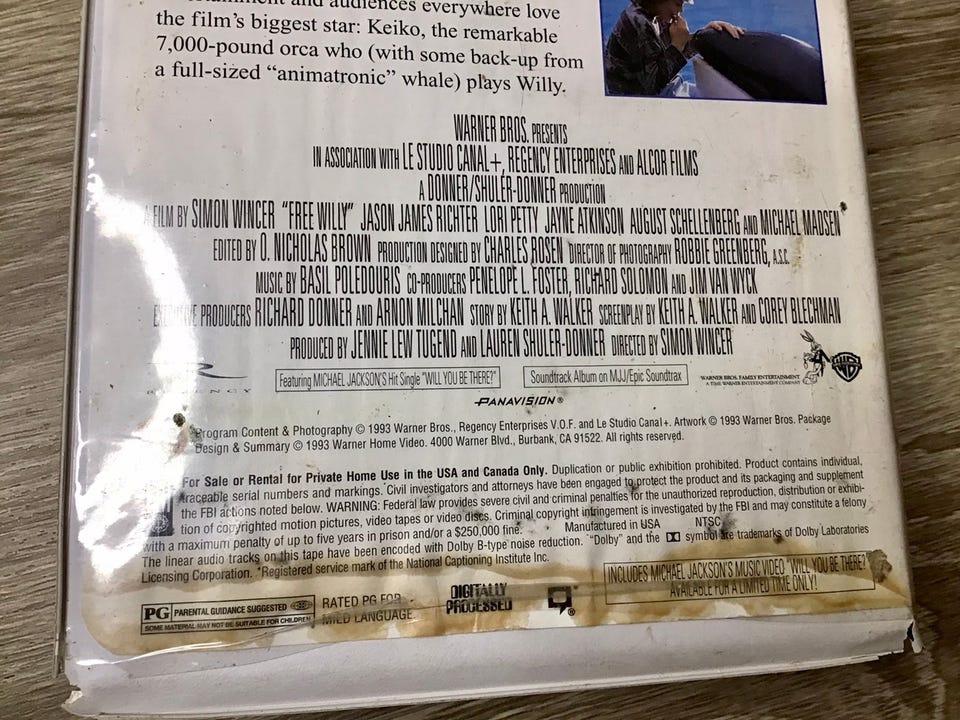 and audiences everywhere love
the film's biggest star: Keiko, the remarkable
7,000-pound orca who (with some back-up from
a full-sized "animatronic" whale) plays Willy.
WARNER BROS. PRESENTS
IN ASSOCIATION WITH LE STUDIO CANAL+, REGENCY ENTERPRISES AND ALCOR FILMS
A DONNER/SHULER-DONNER PRODUCTION
FILM BY SIMON WINCER "FREE WILLY" JASON JAMES RICHTER LORI PETTY JAYNE ATKINSON AUGUST SCHELLENBERG AND MICHAEL MADSEN
EDITED BY O. NICHOLAS BROWN PRODUCTION DESIGNED BY CHARLES ROSEN DIRECTOR OF PHOTOGRAPHY ROBBIE GREENBERG, A.S.C.
MUSIC BY BASIL POLEDOURIS CO-PRODUCERS PENELOPE L. FOSTER, RICHARD SOLOMON AND JIM VAN WYCK
EXECUTIVE PRODUCERS RICHARD DONNER AND ARNON MILCHAN STORY BY KEITH A. WALKER SCREENPLAY BY KEITH A. WALKER AND COREY BLECHMAN
PRODUCED BY JENNIE LEW TUGEND AND LAUREN SHULER-DONNER DIRECTED BY SIMON WINCER
REGENCY
Featuring MICHAEL JACKSON'S Hit Single "WILL YOU BE THERE?"
Soundtrack Album on MJJ/Epic Soundtrax
WARNER BROS. FAMILY ENTERTAINMENT
A TIME WARNER ENTERTAINMENT COMPANY
WB
PANAVISION®
Program Content & Photography © 1993 Warner Bros., Regency Enterprises V.O.F. and Le Studio Canal+. Artwork © 1993 Warner Bros. Package
Design & Summary © 1993 Warner Home Video. 4000 Warner Blvd., Burbank, CA 91522. All rights reserved.
For Sale or Rental for Private Home Use in the USA and Canada Only. Duplication or public exhibition prohibited. Product contains individual,
traceable serial numbers and markings. Civil investigators and attorneys have been engaged to protect the product and its packaging and supplement
the FBI actions noted below. WARNING: Federal law provides severe civil and criminal penalties for the unauthorized reproduction, distribution or exhibi-
tion of copyrighted motion pictures, video tapes or video discs. Criminal copyright infringement is investigated by the FBI and may constitute a felony
with a maximum penalty of up to five years in prison and/or a $250,000 fine. Manufactured in USA NTSC
The linear audio tracks on this tape have been encoded with Dolby B-type noise reduction. "Dolby" and the symbol are trademarks of Dolby Laboratories
Licensing Corporation. *Registered service mark of the National Captioning Institute Inc.
INCLUDES MICHAEL JACKSON'S MUSIC VIDEO "WILL YOU BE THERE?"
AVAILABLE FOR A LIMITED TIME ONLY!
PG PARENTAL GUIDANCE SUGGESTED
SOME MATERIAL MAY NOT BE SUITABLE FOR CHILDREN
RATED PG FOR
MILD LANGUAGE.
DIGITALLY
PROCESSED